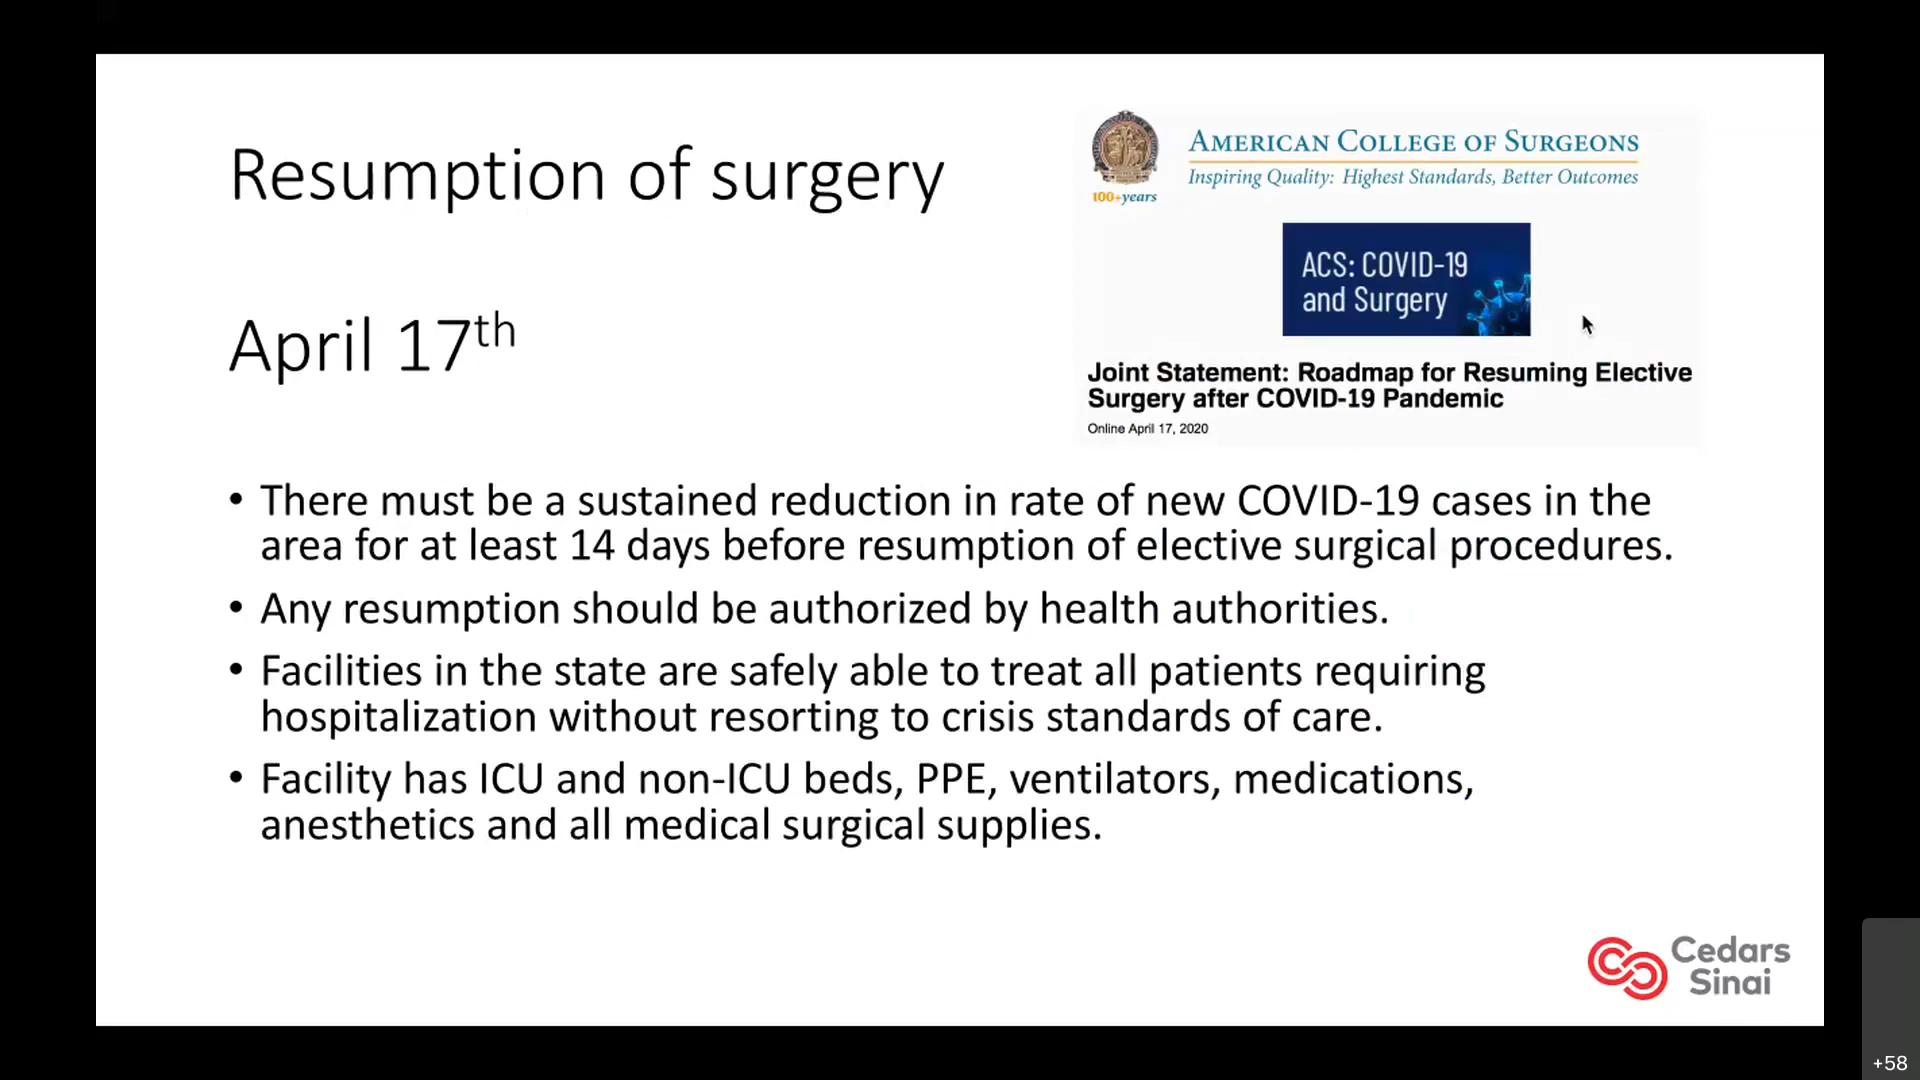 Resumption of surgery
April 17th
AMERICAN COLLEGE OF SURGEONS
Inspiring Quality: Highest Standards, Better Outcomes
100+years
ACS: COVID-19
and Surgery
Joint Statement: Roadmap for Resuming Elective
Surgery after COVID-19 Pandemic
Online April 17, 2020
• There must be a sustained reduction in rate of new COVID-19 cases in the
area for at least 14 days before resumption of elective surgical procedures.
• Any resumption should be authorized by health authorities.
• Facilities in the state are safely able to treat all patients requiring
hospitalization without resorting to crisis standards of care.
• Facility has ICU and non-ICU beds, PPE, ventilators, medications,
anesthetics and all medical surgical supplies.
Cedars
Sinai
+58